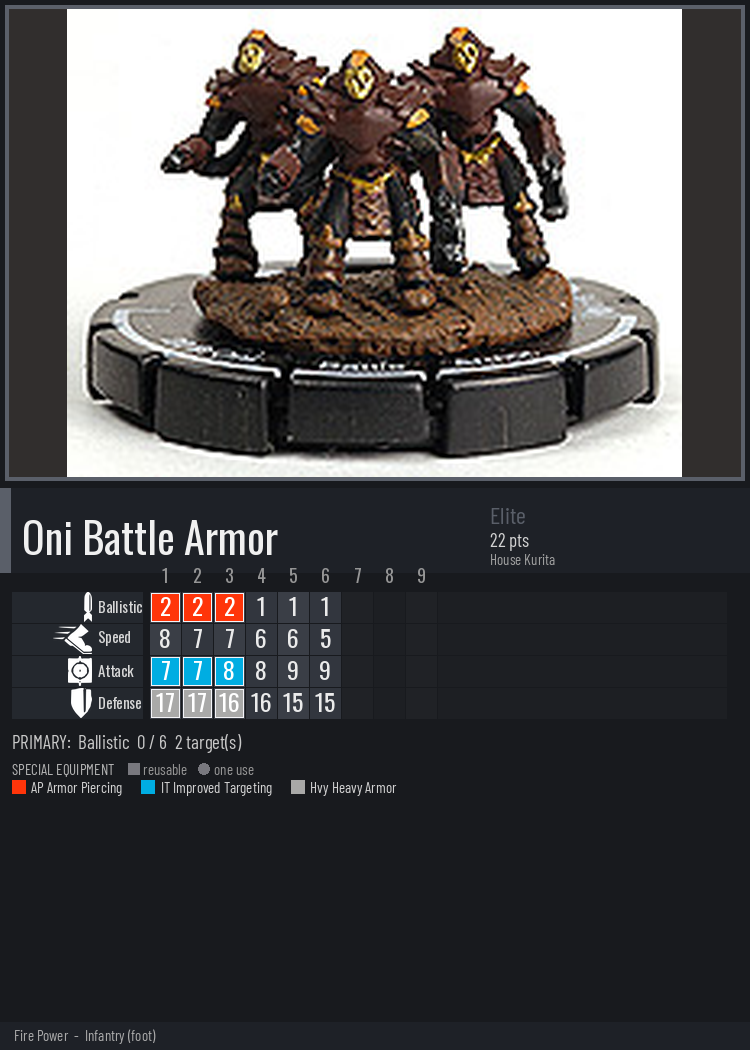 Oni Battle Armor
Elite
22 pts
House Kurita
1 2 3 4 5 6 7 8 9
Ballistic 2 2 2 1 1 1
Speed 8 7 7 6 6 5
Attack 7 7 8 8 9 9
Defense 17 17 16 16 15 15
PRIMARY: Ballistic 0 / 6 2 target(s)
SPECIAL EQUIPMENT reusable one use
AP Armor Piercing IT Improved Targeting Hvy Heavy Armor
Fire Power - Infantry (foot)